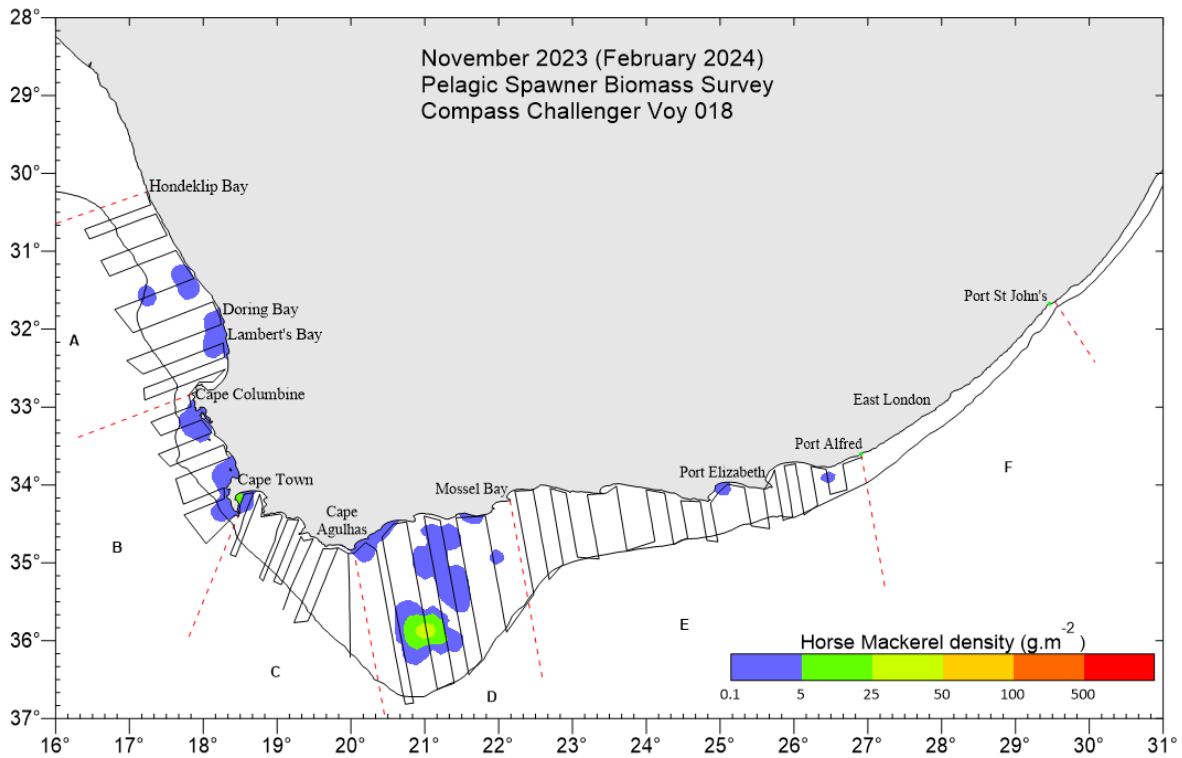 November 2023 (February 2024)
Pelagic Spawner Biomass Survey
Compass Challenger Voy 018
28°
29°
30°
31°
32°
33°
34°
35°
36°
37°
Hondeklip Bay
Doring Bay
Lambert's Bay
Cape Columbine
Cape Town
Cape
Agulhas
Mossel Bay
Port Elizabeth
Port Alfred
East London
Port St John's
A
B
C
D
E
F
Horse Mackerel density (g.m⁻²)
0.1 5 25 50 100 500
16° 17° 18° 19° 20° 21° 22° 23° 24° 25° 26° 27° 28° 29° 30° 31°